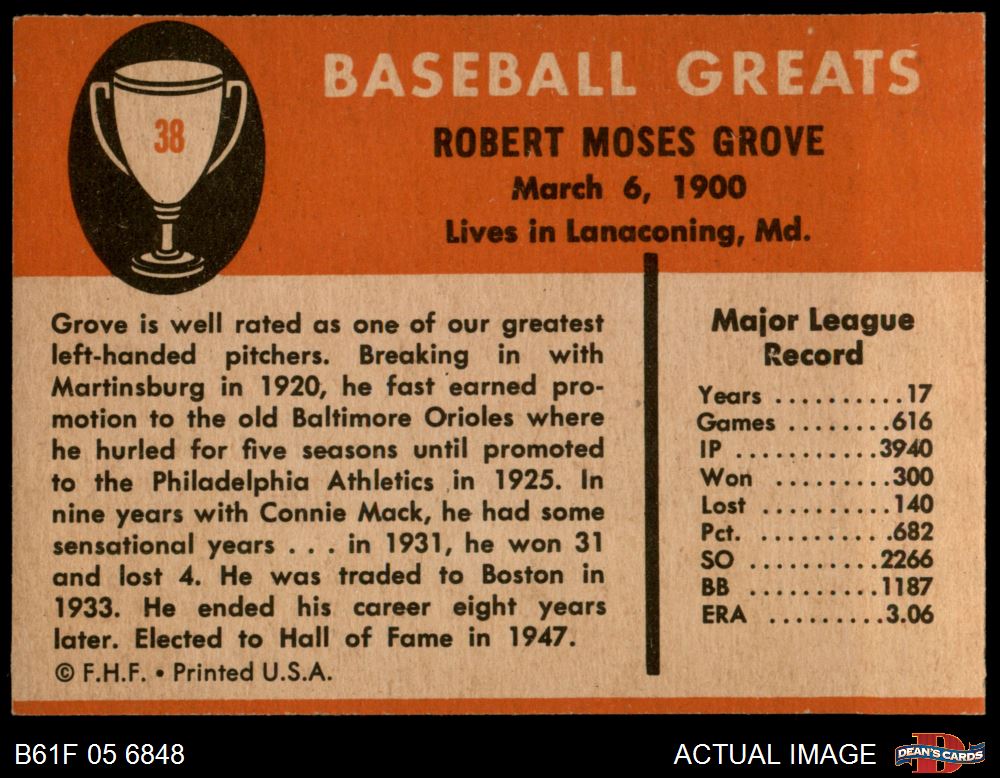 38
BASEBALL GREATS
ROBERT MOSES GROVE
March 6, 1900
Lives in Lanaconing, Md.
Grove is well rated as one of our greatest
left-handed pitchers. Breaking in with
Martinsburg in 1920, he fast earned pro-
motion to the old Baltimore Orioles where
he hurled for five seasons until promoted
to the Philadelphia Athletics in 1925. In
nine years with Connie Mack, he had some
sensational years . . . in 1931, he won 31
and lost 4. He was traded to Boston in
1933. He ended his career eight years
later. Elected to Hall of Fame in 1947.
© F.H.F. • Printed U.S.A.
Major League
Record
Years ..........17
Games ........616
IP ...........3940
Won .........300
Lost ..........140
Pct. ..........682
SO ..........2266
BB ..........1187
ERA .........3.06
B61F 05 6848
ACTUAL IMAGE
D
DEAN'S CARDS